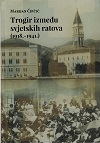 Marijan Čipčić
Trogir između
svjetskih ratova
(1918.-1941.)